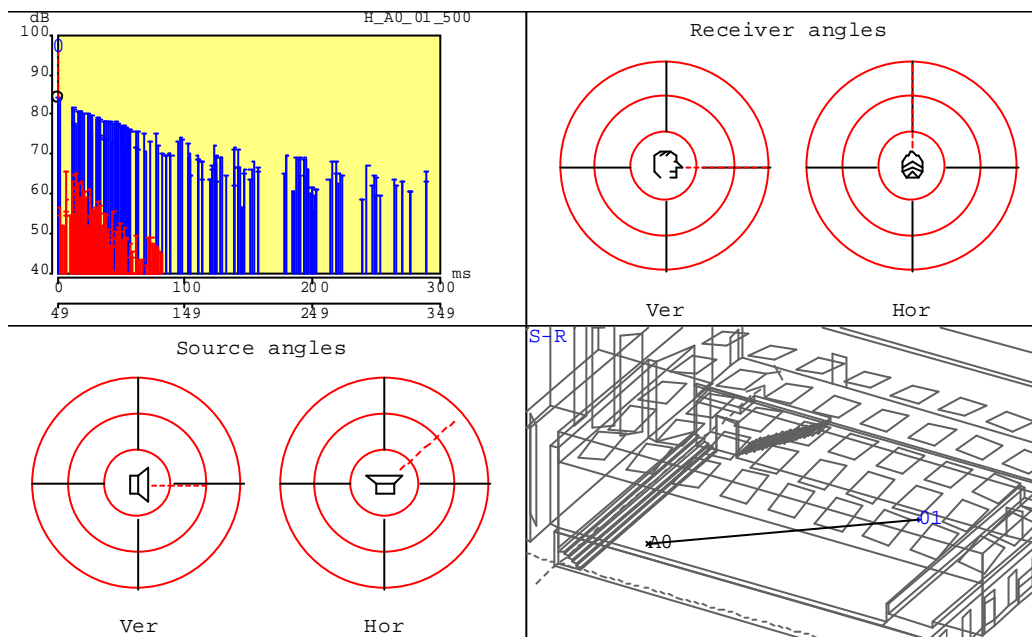 dB
H_A0_01_500
100
0
90
80
70
60
50
40
0 100 200 300 ms
49 149 249 349
Receiver angles
Ver Hor
Source angles
Ver Hor
S-R
A0
01